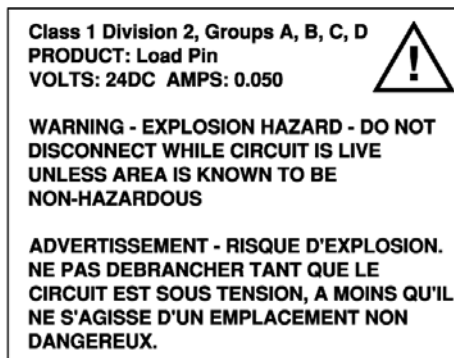 Class 1 Division 2, Groups A, B, C, D
PRODUCT: Load Pin
VOLTS: 24DC AMPS: 0.050
WARNING - EXPLOSION HAZARD - DO NOT
DISCONNECT WHILE CIRCUIT IS LIVE
UNLESS AREA IS KNOWN TO BE
NON-HAZARDOUS
ADVERTISSEMENT - RISQUE D'EXPLOSION.
NE PAS DEBRANCHER TANT QUE LE
CIRCUIT EST SOUS TENSION, A MOINS QU'IL
NE S'AGISSE D'UN EMPLACEMENT NON
DANGEREUX.